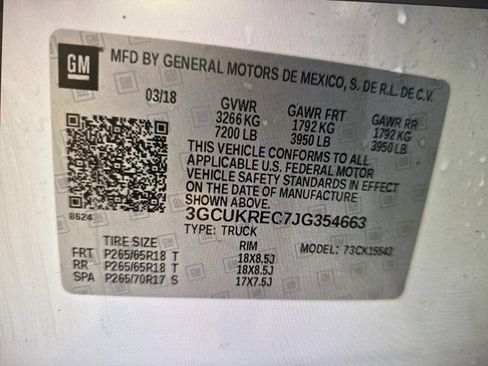 GM
MFD BY GENERAL MOTORS DE MEXICO, S. DE R.L. DE C.V.
03/18 GVWR GAWR FRT GAWR RR
3266 KG 1792 KG 1792 KG
7200 LB 3950 LB 3950 LB
THIS VEHICLE CONFORMS TO ALL
APPLICABLE U.S. FEDERAL MOTOR
VEHICLE SAFETY STANDARDS IN EFFECT
ON THE DATE OF MANUFACTURE
SHOWN ABOVE.
8624 3GCUKREC7JG354663
TYPE: TRUCK MODEL: 73CK15543
TIRE SIZE RIM
FRT P265/65R18 T 18X8.5J
RR P265/65R18 T 18X8.5J
SPA P265/70R17 S 17X7.5J